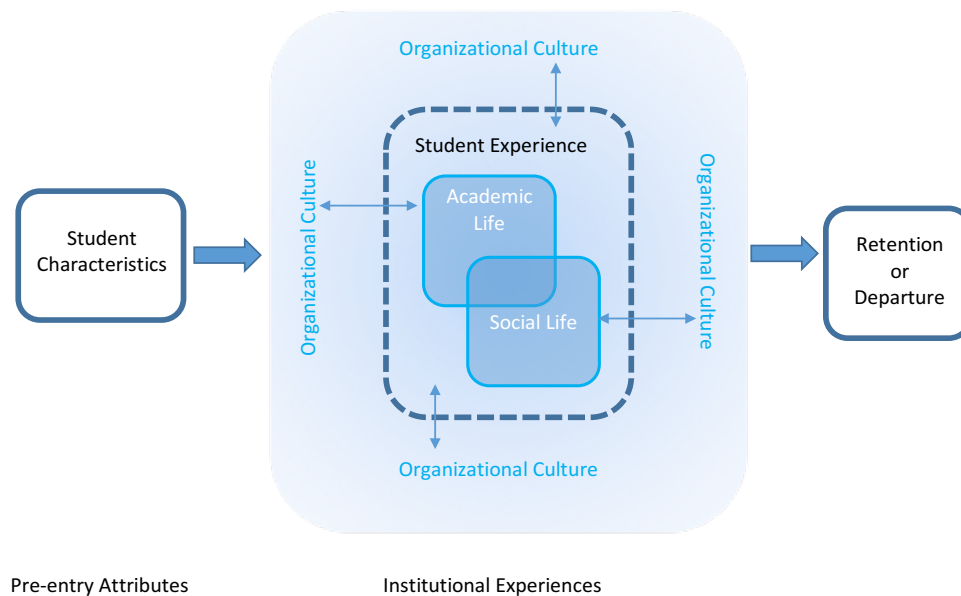 Organizational Culture
Student Experience
Academic
Life
Social Life
Organizational Culture
Organizational Culture
Organizational Culture
Student
Characteristics
Retention
or
Departure
Pre-entry Attributes
Institutional Experiences